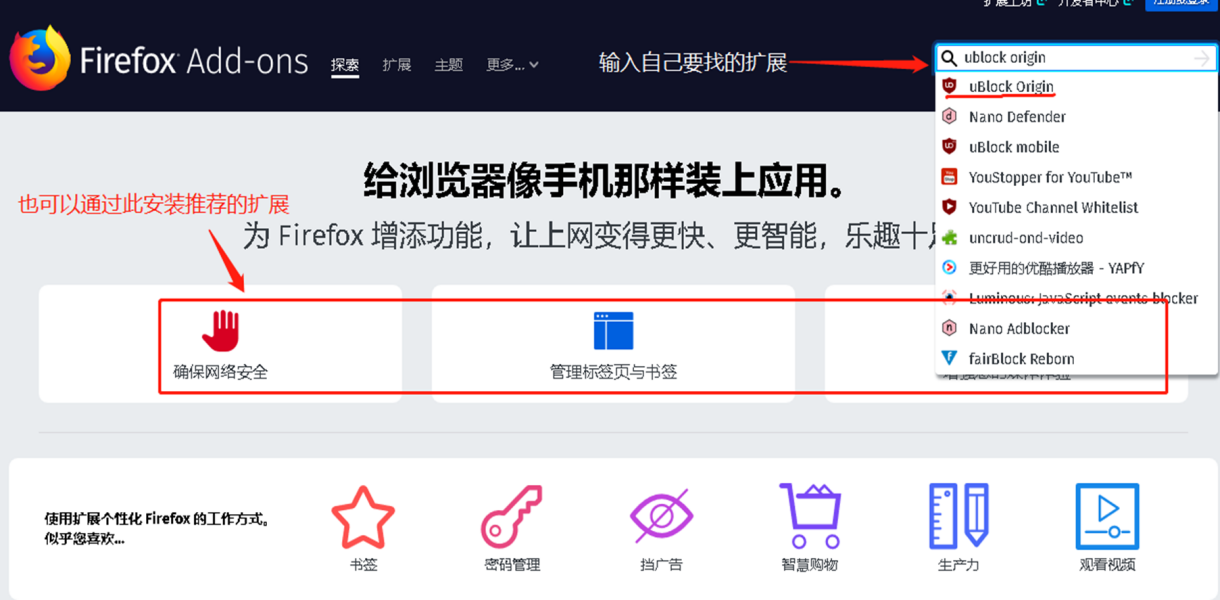 扩展工坊 开发者中心 注册或登录
Firefox Add-ons 探索 扩展 主题 更多... 输入自己要找的扩展 ublock origin
uBlock Origin
Nano Defender
uBlock mobile
YouStopper for YouTube™
YouTube Channel Whitelist
uncrud-ond-video
更好用的优酷播放器 - YAPfY
Luminous: JavaScript events blocker
Nano Adblocker
fairBlock Reborn
给浏览器像手机那样装上应用。
也可以通过此安装推荐的扩展
为 Firefox 增添功能，让上网变得更快、更智能，乐趣十
确保网络安全
管理标签页与书签
使用扩展个性化 Firefox 的工作方式。
似乎您喜欢...
书签
密码管理
挡广告
智慧购物
生产力
观看视频